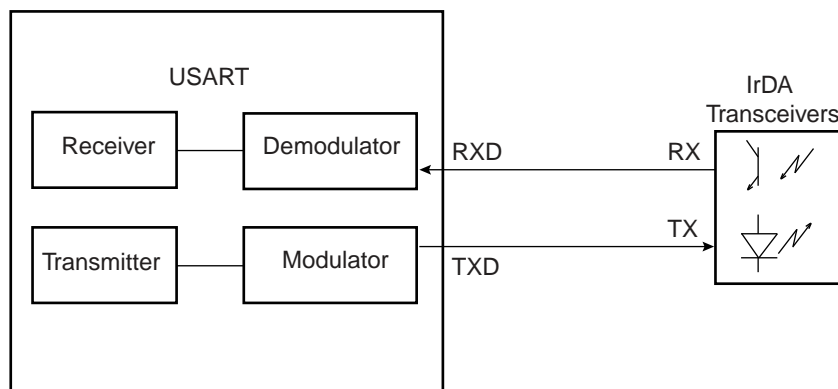 USART
IrDA
Transceivers
Receiver
Demodulator
RXD
RX
Transmitter
Modulator
TXD
TX